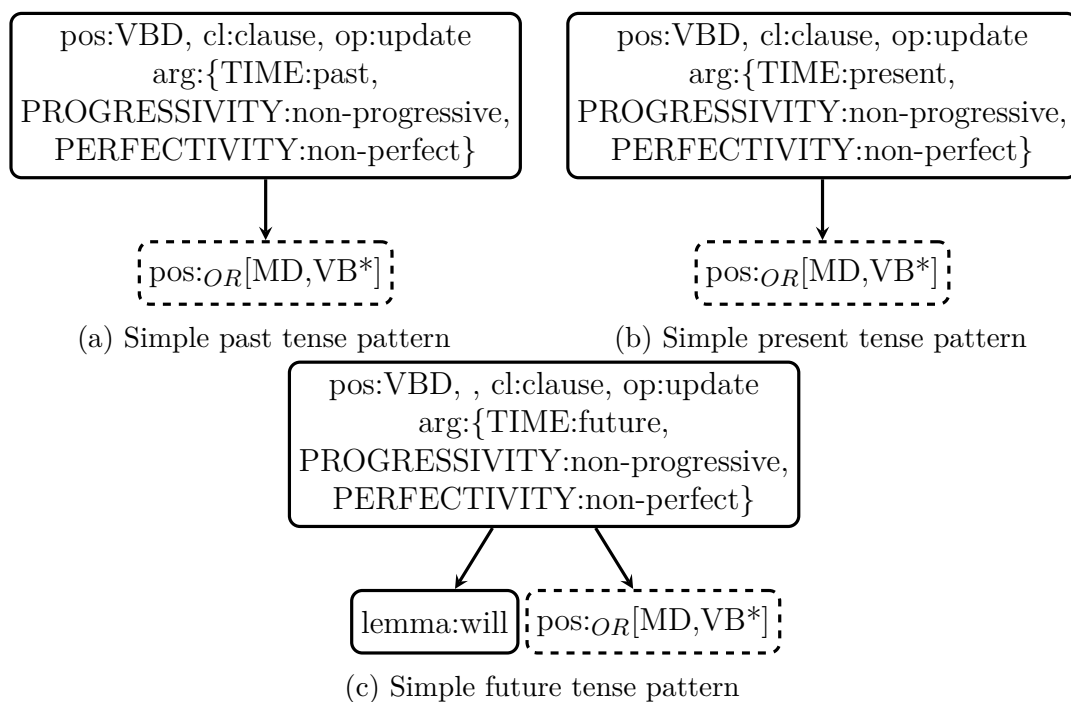 pos:VBD, cl:clause, op:update
arg:{TIME:past,
PROGRESSIVITY:non-progressive,
PERFECTIVITY:non-perfect}
pos:OR[MD,VB*]
(a) Simple past tense pattern
pos:VBD, cl:clause, op:update
arg:{TIME:present,
PROGRESSIVITY:non-progressive,
PERFECTIVITY:non-perfect}
pos:OR[MD,VB*]
(b) Simple present tense pattern
pos:VBD, , cl:clause, op:update
arg:{TIME:future,
PROGRESSIVITY:non-progressive,
PERFECTIVITY:non-perfect}
lemma:will
pos:OR[MD,VB*]
(c) Simple future tense pattern